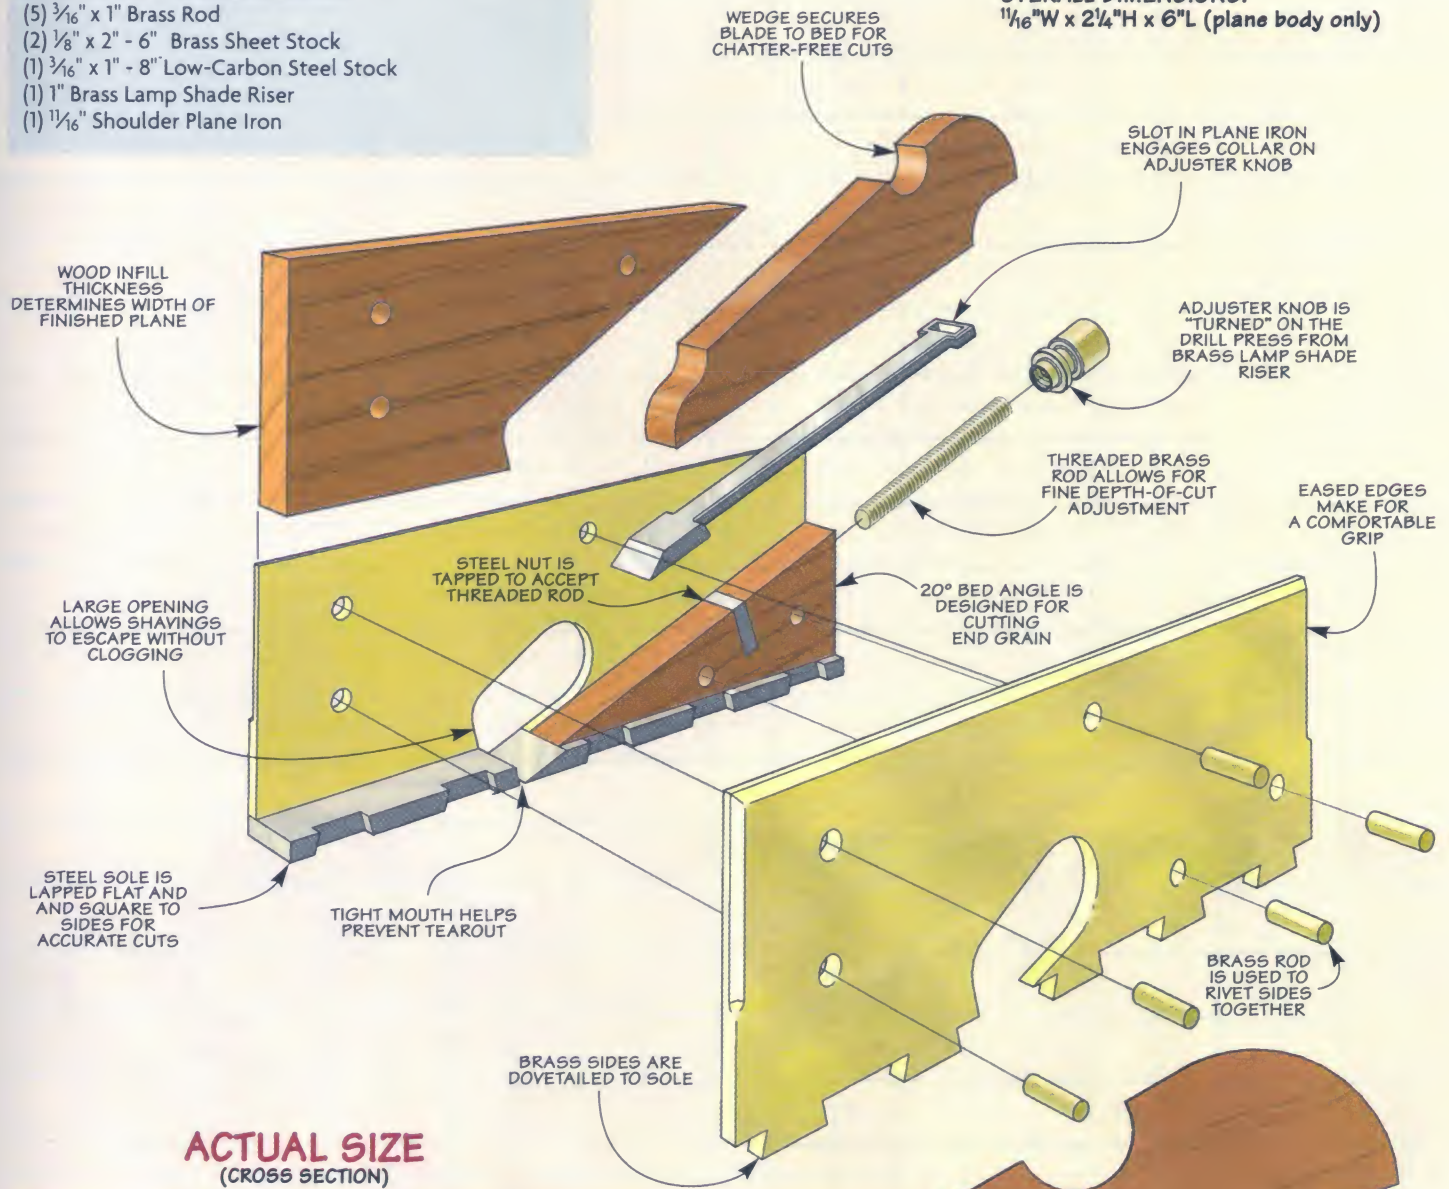 (5) 3/16" x 1" Brass Rod
(2) 1/8" x 2" - 6" Brass Sheet Stock
(1) 3/16" x 1" - 8" Low-Carbon Steel Stock
(1) 1" Brass Lamp Shade Riser
(1) 11/16" Shoulder Plane Iron
OVERALL DIMENSIONS:
11/16"W x 2 1/4"H x 6"L (plane body only)
WEDGE SECURES
BLADE TO BED FOR
CHATTER-FREE CUTS
SLOT IN PLANE IRON
ENGAGES COLLAR ON
ADJUSTER KNOB
WOOD INFILL
THICKNESS
DETERMINES WIDTH OF
FINISHED PLANE
ADJUSTER KNOB IS
"TURNED" ON THE
DRILL PRESS FROM
BRASS LAMP SHADE
RISER
THREADED BRASS
ROD ALLOWS FOR
FINE DEPTH-OF-CUT
ADJUSTMENT
EASED EDGES
MAKE FOR
A COMFORTABLE
GRIP
STEEL NUT IS
TAPPED TO ACCEPT
THREADED ROD
20° BED ANGLE IS
DESIGNED FOR
CUTTING
END GRAIN
LARGE OPENING
ALLOWS SHAVINGS
TO ESCAPE WITHOUT
CLOGGING
STEEL SOLE IS
LAPPED FLAT AND
AND SQUARE TO
SIDES FOR
ACCURATE CUTS
TIGHT MOUTH HELPS
PREVENT TEAROUT
BRASS ROD
IS USED TO
RIVET SIDES
TOGETHER
BRASS SIDES ARE
DOVETAILED TO SOLE
ACTUAL SIZE
(CROSS SECTION)